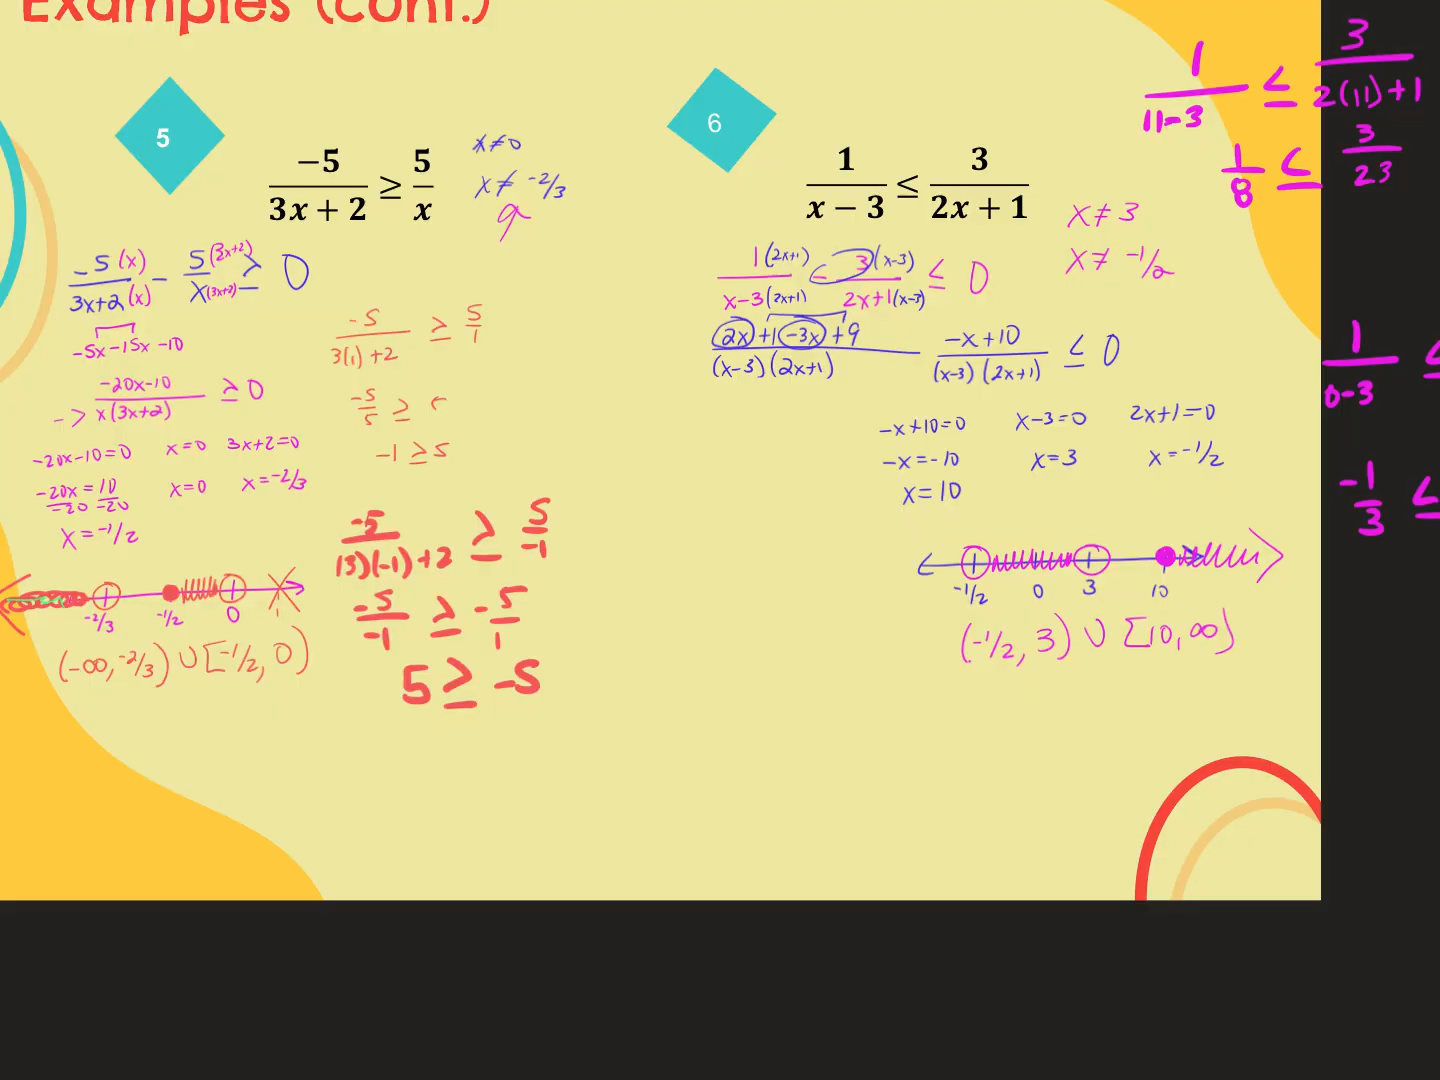 Examples (cont.)
5
-5/(3x + 2) ≥ 5/x
x ≠ 0
x ≠ -2/3
-5(x)/3x+2(x) - 5(3x+2)/x(3x+2) ≥ 0
-5x-15x-10
-> -20x-10/x(3x+2) ≥ 0
-20x-10=0 x=0 3x+2=0
-20x = 10 x=0 x=-2/3
-20 -20
x = -1/2
-2/3 -1/2 0 1
(-∞, -2/3) ∪ [-1/2, 0)
-5/3(1)+2 ≥ 5/1
-5/5 ≥ 5
-1 ≥ 5
-5/(3)(-1)+2 ≥ 5/-1
-5/-1 ≥ -5/1
5 ≥ -5
6
1/(x - 3) ≤ 3/(2x + 1)
x ≠ 3
x ≠ -1/2
1(2x+1)/x-3(2x+1) - 3(x-3)/2x+1(x-3) ≤ 0
2x+1-3x+9/(x-3)(2x+1) -x+10/(x-3)(2x+1) ≤ 0
-x+10=0 x-3=0 2x+1=0
-x=-10 x=3 x=-1/2
x=10
-1/2 0 3 10
(-1/2, 3) ∪ [10, ∞)
1/11-3 ≤ 3/2(11)+1
1/8 ≤ 3/23
1/0-3 ≤
-1/3 ≤